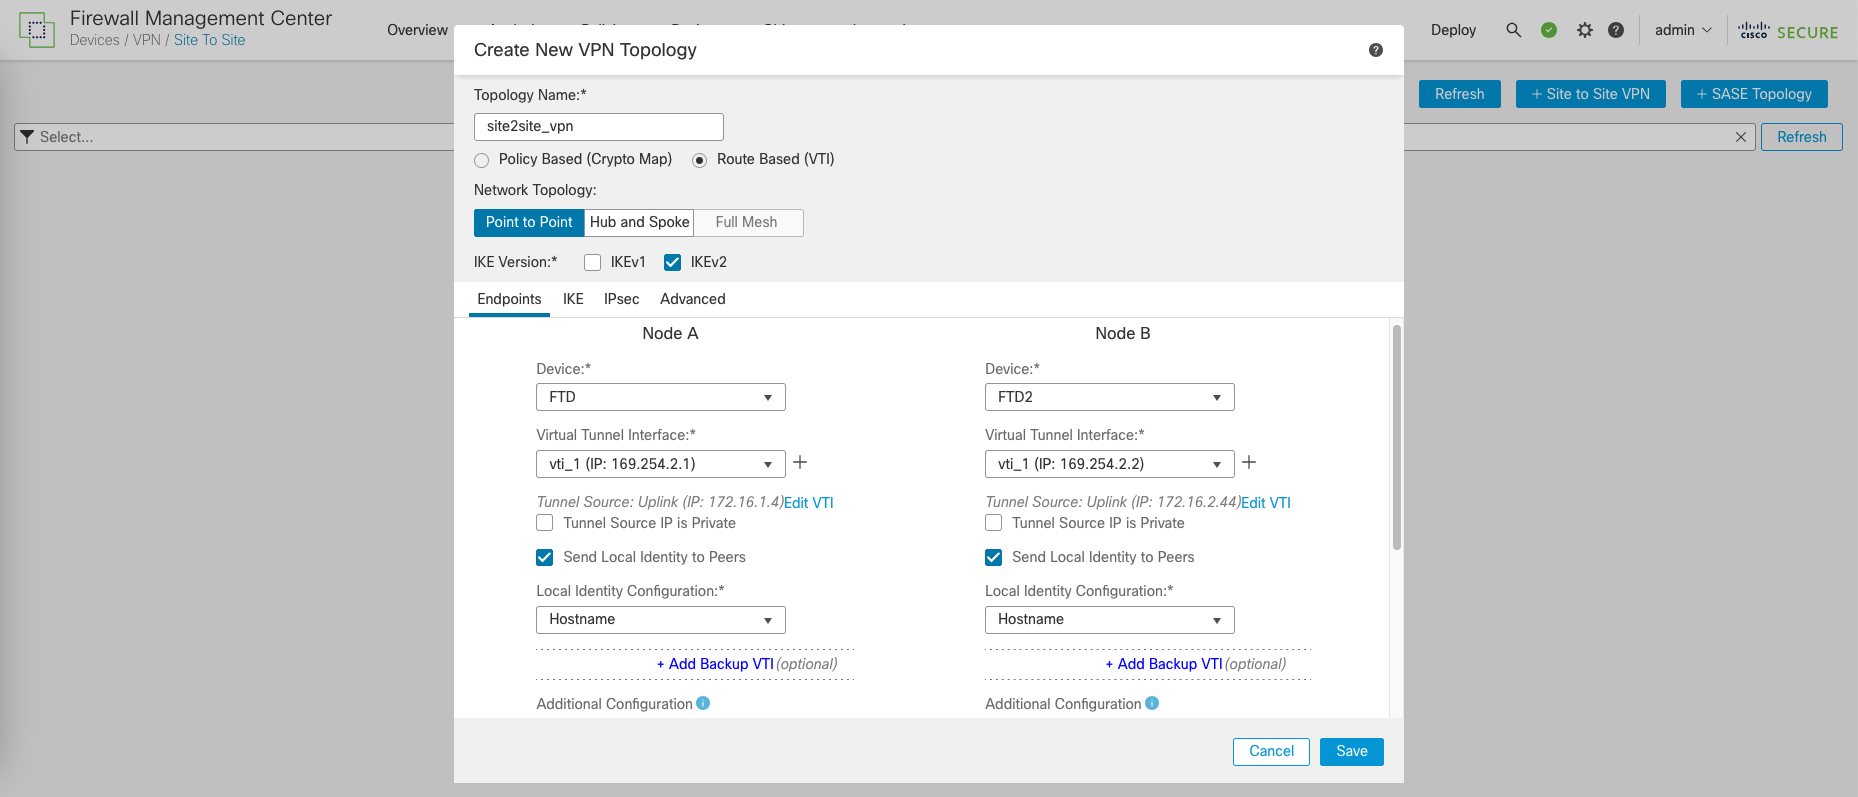 Firewall Management Center
Devices / VPN / Site To Site
Overview
Deploy
admin
cisco SECURE
Create New VPN Topology
Refresh
+ Site to Site VPN
+ SASE Topology
Select...
Refresh
Topology Name:*
site2site_vpn
Policy Based (Crypto Map) Route Based (VTI)
Network Topology:
Point to Point Hub and Spoke Full Mesh
IKE Version:* IKEv1 IKEv2
Endpoints IKE IPsec Advanced
Node A
Device:*
FTD
Virtual Tunnel Interface:*
vti_1 (IP: 169.254.2.1)
Tunnel Source: Uplink (IP: 172.16.1.4)Edit VTI
Tunnel Source IP is Private
Send Local Identity to Peers
Local Identity Configuration:*
Hostname
+ Add Backup VTI (optional)
Additional Configuration
Node B
Device:*
FTD2
Virtual Tunnel Interface:*
vti_1 (IP: 169.254.2.2)
Tunnel Source: Uplink (IP: 172.16.2.44)Edit VTI
Tunnel Source IP is Private
Send Local Identity to Peers
Local Identity Configuration:*
Hostname
+ Add Backup VTI (optional)
Additional Configuration
Cancel
Save